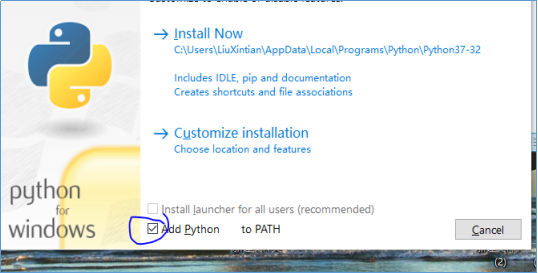 Install Now
C:\Users\LiuXintian\AppData\Local\Programs\Python\Python37-32
Includes IDLE, pip and documentation
Creates shortcuts and file associations
Customize installation
Choose location and features
Install launcher for all users (recommended)
Add Python to PATH
Cancel
python
for
windows
(2)